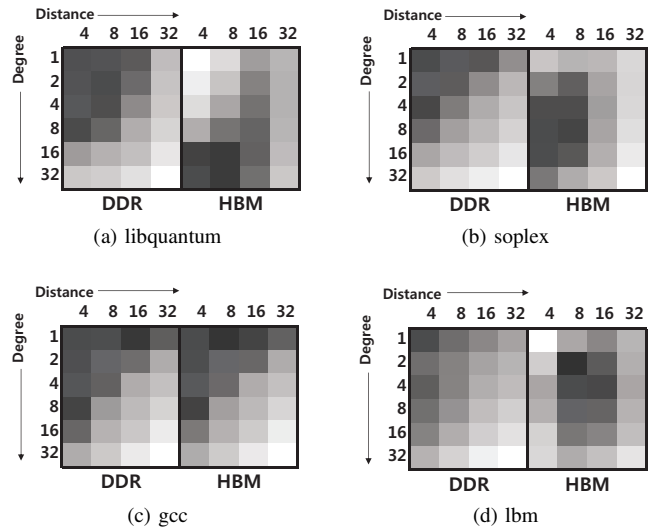 Distance
4 8 16 32 4 8 16 32
Degree
1
2
4
8
16
32
DDR HBM
(a) libquantum
Distance
4 8 16 32 4 8 16 32
Degree
1
2
4
8
16
32
DDR HBM
(b) soplex
Distance
4 8 16 32 4 8 16 32
Degree
1
2
4
8
16
32
DDR HBM
(c) gcc
Distance
4 8 16 32 4 8 16 32
Degree
1
2
4
8
16
32
DDR HBM
(d) lbm